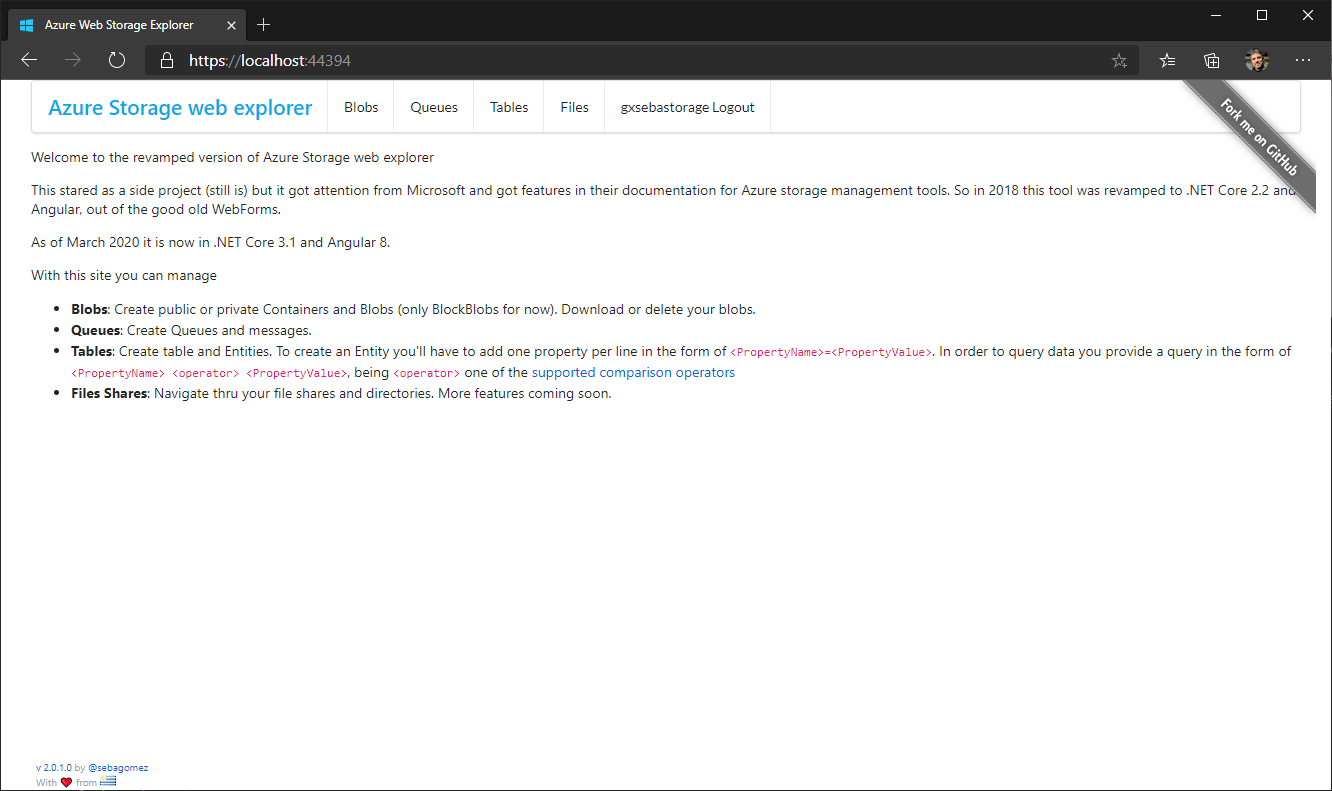 Azure Web Storage Explorer
https://localhost:44394
Azure Storage web explorer
Blobs
Queues
Tables
Files
gxsebastorage Logout
Fork me on GitHub
Welcome to the revamped version of Azure Storage web explorer
This stared as a side project (still is) but it got attention from Microsoft and got features in their documentation for Azure storage management tools. So in 2018 this tool was revamped to .NET Core 2.2 and
Angular, out of the good old WebForms.
As of March 2020 it is now in .NET Core 3.1 and Angular 8.
With this site you can manage
• Blobs: Create public or private Containers and Blobs (only BlockBlobs for now). Download or delete your blobs.
• Queues: Create Queues and messages.
• Tables: Create table and Entities. To create an Entity you'll have to add one property per line in the form of <PropertyName>=<PropertyValue>. In order to query data you provide a query in the form of
<PropertyName> <operator> <PropertyValue>, being <operator> one of the supported comparison operators
• Files Shares: Navigate thru your file shares and directories. More features coming soon.
v 2.0.1.0 by @sebagomez
With ❤ from 🇺🇾